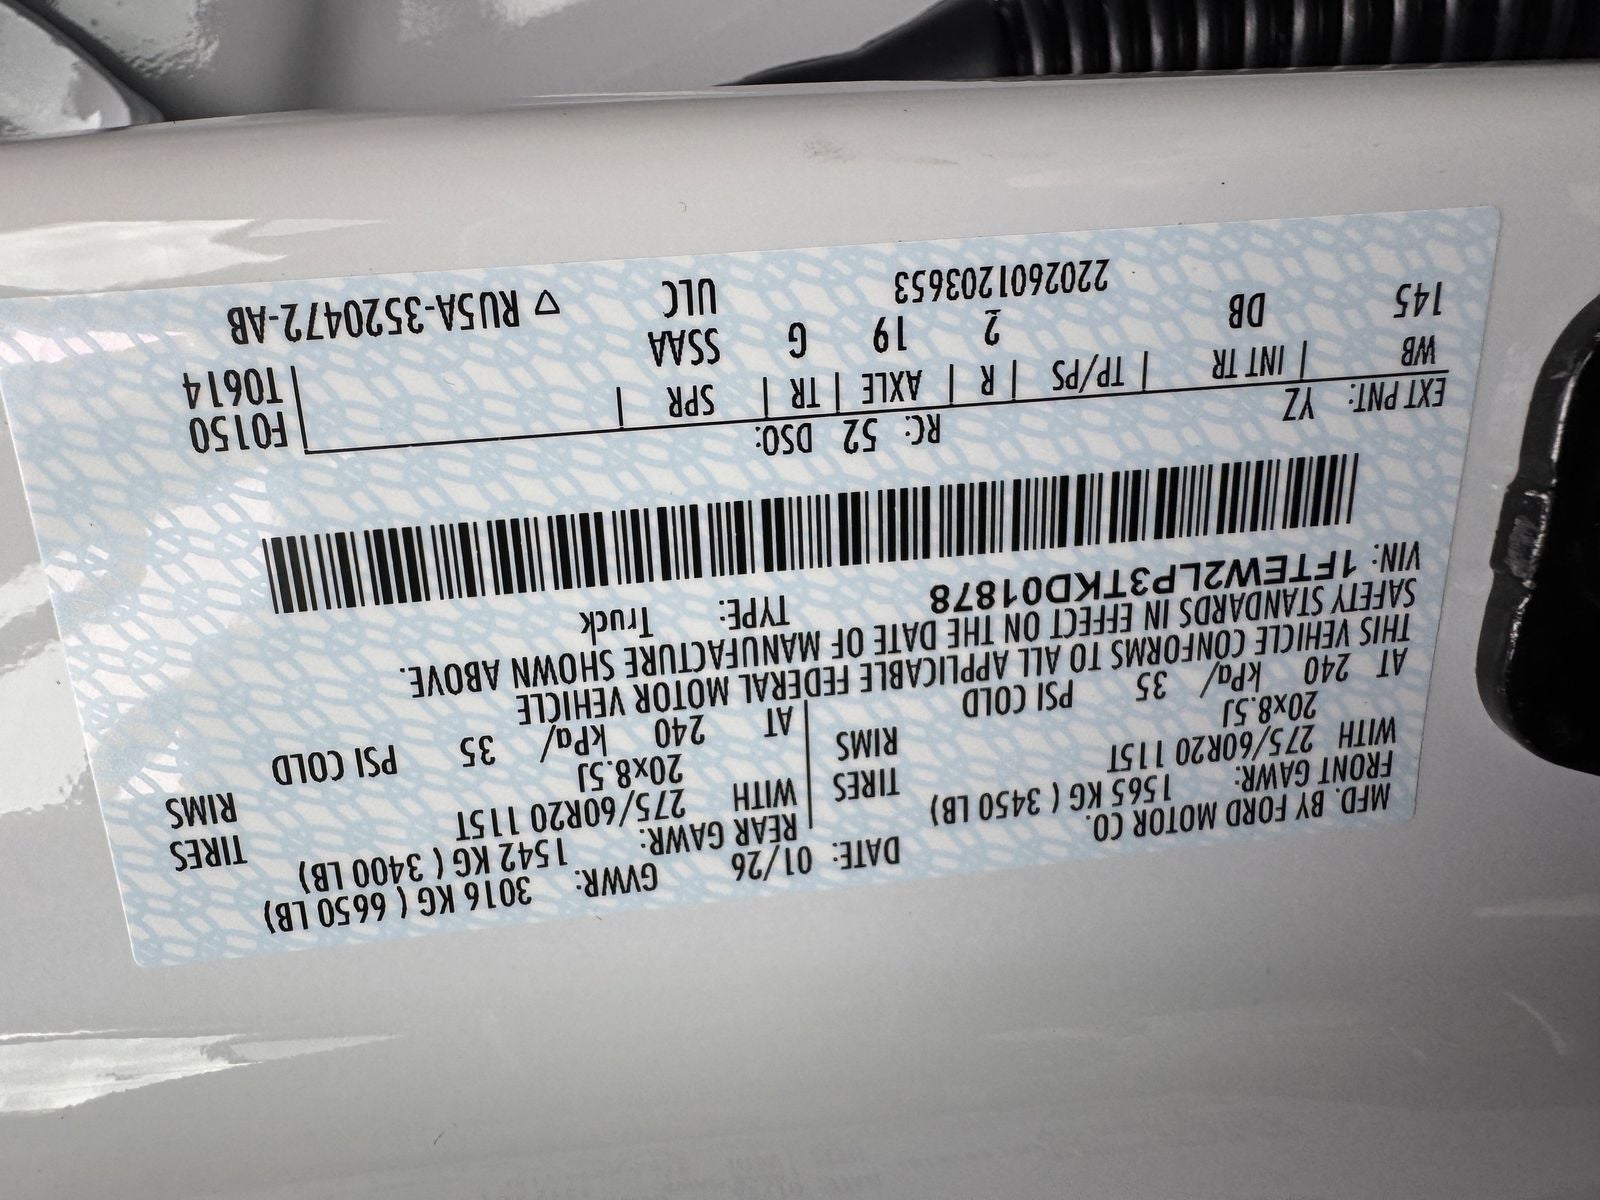 MFD. BY FORD MOTOR CO.
DATE: 01/26 GVWR: 3016 KG ( 6650 LB)
FRONT GAWR: 1565 KG ( 3450 LB) REAR GAWR: 1542 KG ( 3400 LB)
WITH 275/60R20 115T TIRES WITH 275/60R20 115T TIRES
20x8.5J RIMS 20x8.5J RIMS
AT 240 kPa/ 35 PSI COLD AT 240 kPa/ 35 PSI COLD
THIS VEHICLE CONFORMS TO ALL APPLICABLE FEDERAL MOTOR VEHICLE
SAFETY STANDARDS IN EFFECT ON THE DATE OF MANUFACTURE SHOWN ABOVE.
VIN: 1FTEW2LP3TKD01878 TYPE: Truck
EXT PNT: YZ RC: 52 DSO: F0150
WB | INT TR | TP/PS | R | AXLE | TR | SPR | T0614
145 DB 2 19 G SSAA
2202601203653 ULC ▽ RU5A-3520472-AB